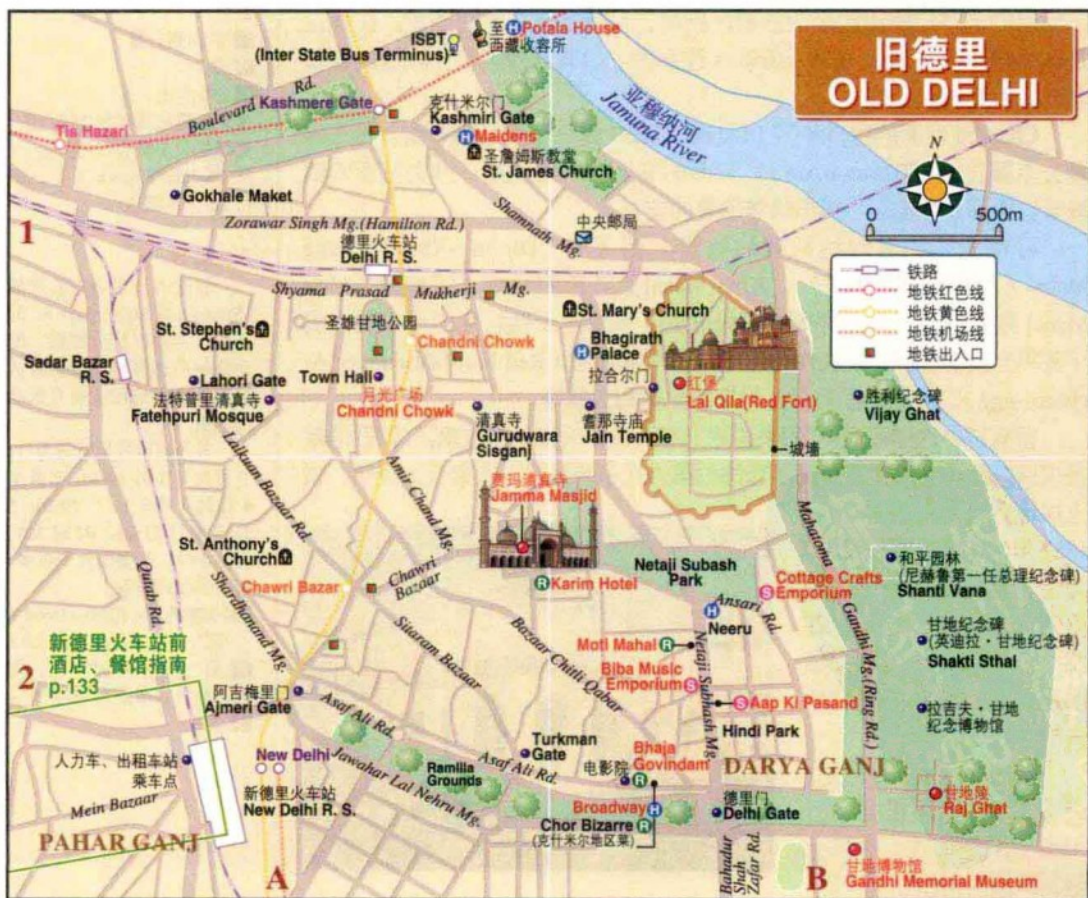 旧德里
OLD DELHI
ISBT
(Inter State Bus Terminus)
至 H Potala House
西藏收容所
亚穆纳河
Jamuna River
N
0 500m
Boulevard Rd.
Kashmere Gate
Tis Hazari
克什米尔门
Kashmiri Gate
H Maidens
圣詹姆斯教堂
St. James Church
Gokhale Maket
Zorawar Singh Mg.(Hamilton Rd.)
Shamnath Mg.
中央邮局
1
德里火车站
Delhi R. S.
Shyama Prasad Mukherji Mg.
铁路
地铁红色线
地铁黄色线
地铁机场线
地铁出入口
St. Stephen's
Church
圣雄甘地公园
Chandni Chowk
St. Mary's Church
H Bhagirath
Palace
Sadar Bazar
R. S.
Lahori Gate
Town Hall
拉合尔门
红堡
Lal Qila(Red Fort)
胜利纪念碑
Vijay Ghat
法特普里清真寺
Fatehpuri Mosque
月光广场
Chandni Chowk
清真寺
Gurudwara
Sisganj
耆那寺庙
Jain Temple
城墙
Lalkuan Bazaar Rd.
Amir Chand Mg.
贾玛清真寺
Jamma Masjid
Mahatoma Gandhi Mg.(Ring Rd.)
St. Anthony's
Church
Chawri Bazar
Chawri
Bazaar
R Karim Hotel
Netaji Subash
Park
S Cottage Crafts
Emporium
和平园林
(尼赫鲁第一任总理纪念碑)
Shanti Vana
Ansari Rd.
H
Neeru
Qutab Rd.
Shardhanand Mg.
Sitaram Bazaar
Bazaar Chitli Qabar
Moti Mahal R
Netaji Subhash Mg.
甘地纪念碑
(英迪拉·甘地纪念碑)
Shakti Sthal
2
新德里火车站前
酒店、餐馆指南
p.133
Biba Music
Emporium S
S Aap Ki Pasand
拉吉夫·甘地
纪念博物馆
阿吉梅里门
Ajmeri Gate
Asaf Ali Rd.
Hindi Park
人力车、出租车站
乘车点
New Delhi
Jawahar Lal Nehru Mg.
Ramlila
Grounds
Asaf Ali Rd.
Turkman
Gate
电影院 R
Bhaja
Govindam
DARYA GANJ
Mein Bazaar
新德里火车站
New Delhi R. S.
Broadway H
Chor Bizarre R
(克什米尔地区菜)
德里门
Delhi Gate
甘地陵
Raj Ghat
PAHAR GANJ
A
Bahadur
Shah
Zafar Rd.
B
甘地博物馆
Gandhi Memorial Museum